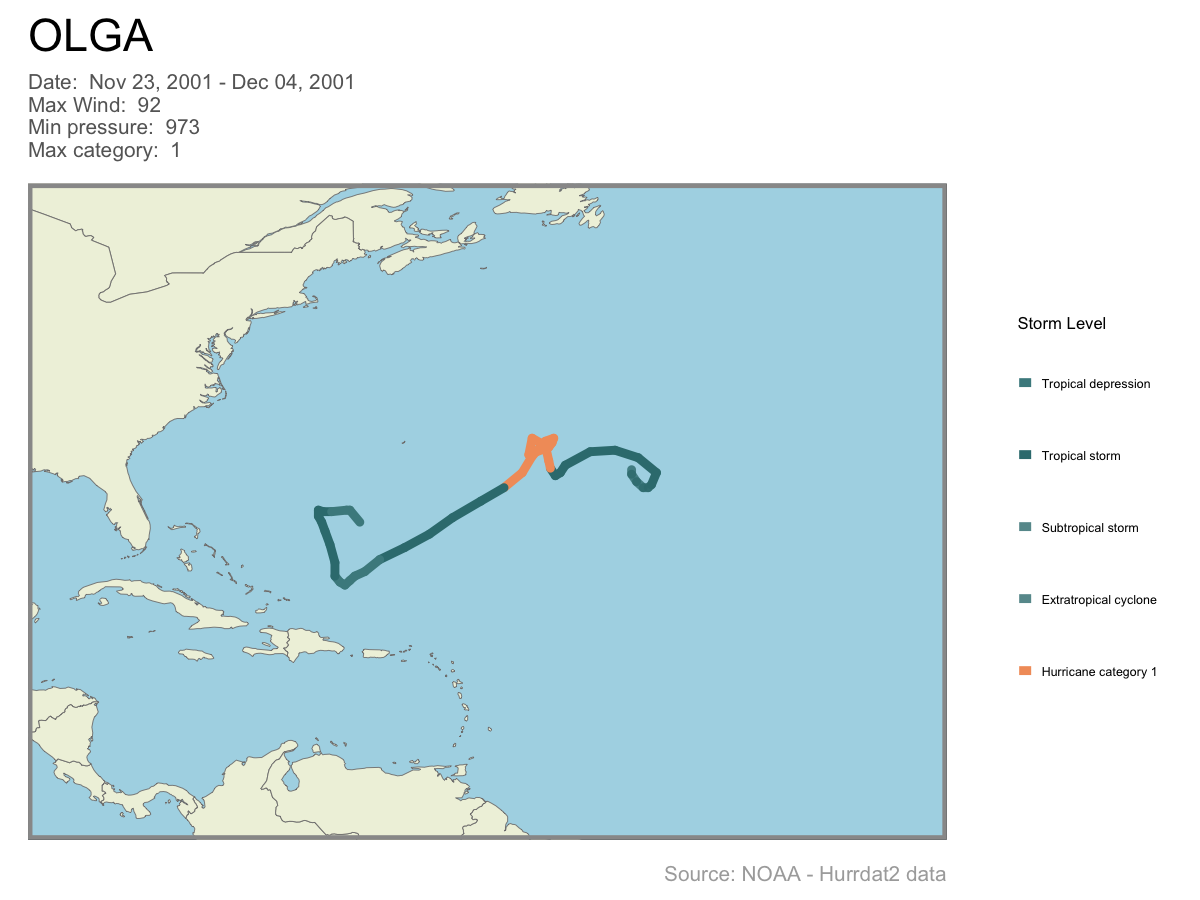 OLGA
Date:  Nov 23, 2001 - Dec 04, 2001
Max Wind:  92
Min pressure:  973
Max category:  1
Storm Level
Tropical depression
Tropical storm
Subtropical storm
Extratropical cyclone
Hurricane category 1
Source: NOAA - Hurrdat2 data